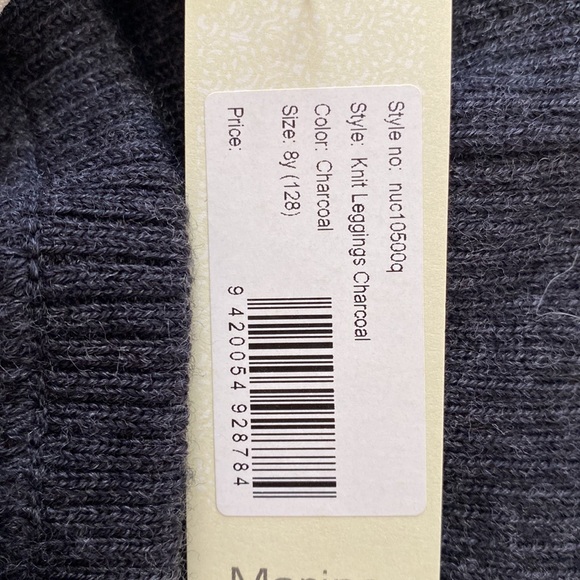 Style no: nuc10500q
Style: Knit Leggings Charcoal
Color: Charcoal
Size: 8y (128)
Price:
9 420054 928784